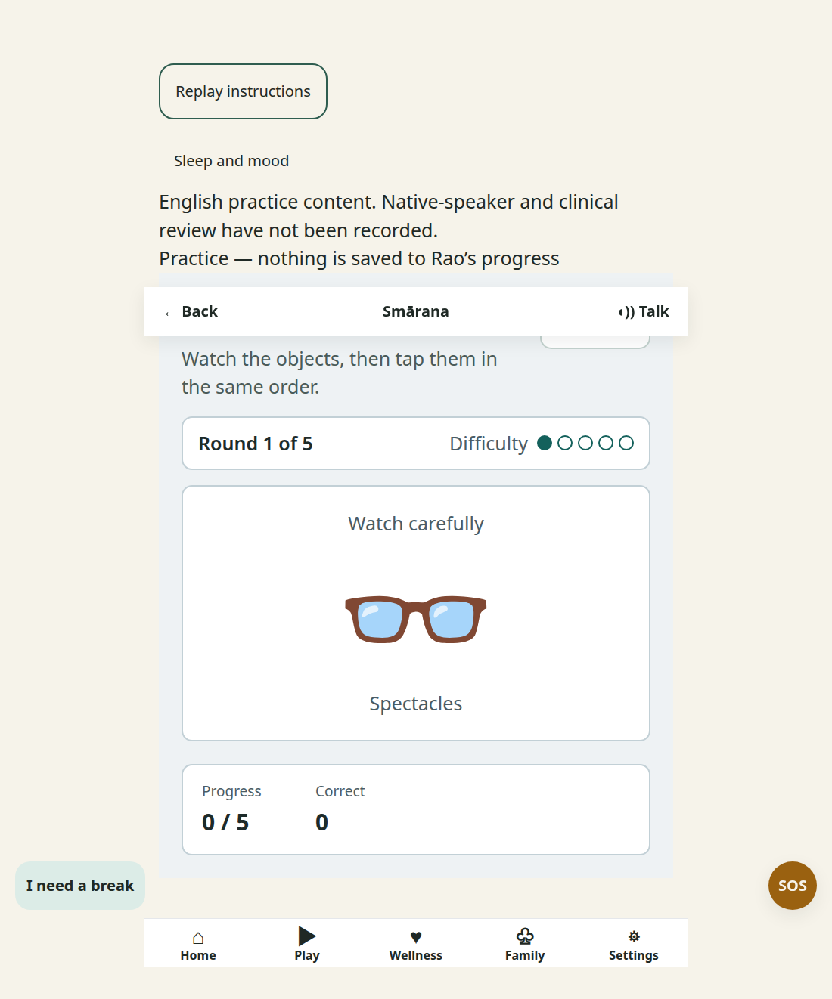 Replay instructions
Sleep and mood
English practice content. Native-speaker and clinical
review have not been recorded.
Practice — nothing is saved to Rao’s progress
← Back
Smārana
Talk
Watch the objects, then tap them in
the same order.
Round 1 of 5
Difficulty
Watch carefully
Spectacles
Progress
Correct
0 / 5
0
I need a break
SOS
Home
Play
Wellness
Family
Settings